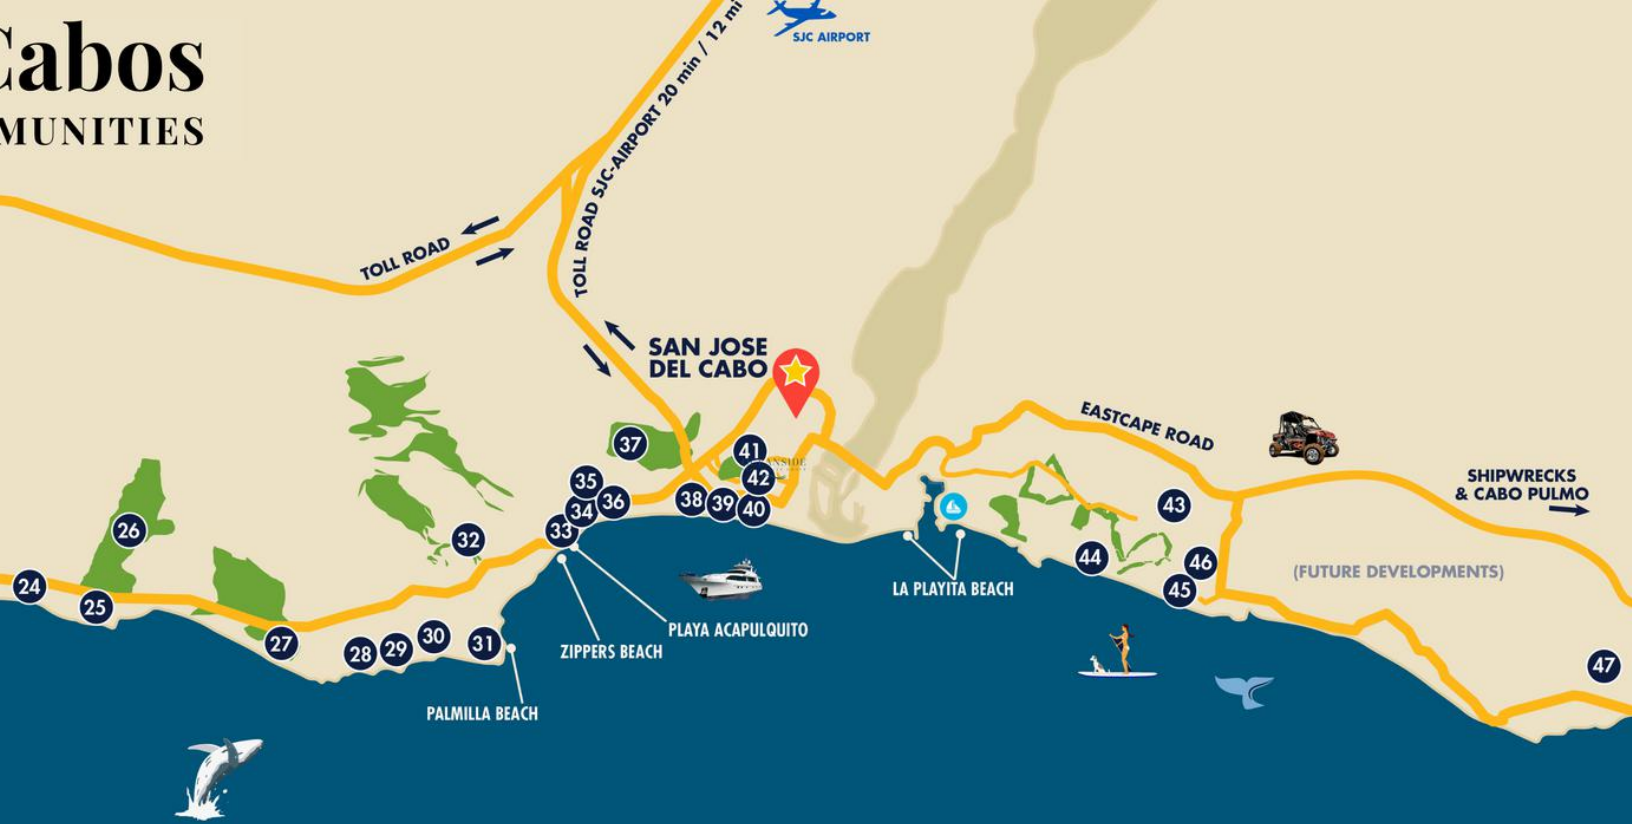 Cabos
MUNITIES
SJC AIRPORT
TOLL ROAD SJC-AIRPORT 20 min / 12 mi
TOLL ROAD
SAN JOSE
DEL CABO
EASTCAPE ROAD
SHIPWRECKS
& CABO PULMO
37
41
42
35
36
34
33
38
39
40
43
26
32
44
46
45
(FUTURE DEVELOPMENTS)
LA PLAYITA BEACH
24
25
27
28
29
30
31
PLAYA ACAPULQUITO
ZIPPERS BEACH
PALMILLA BEACH
47